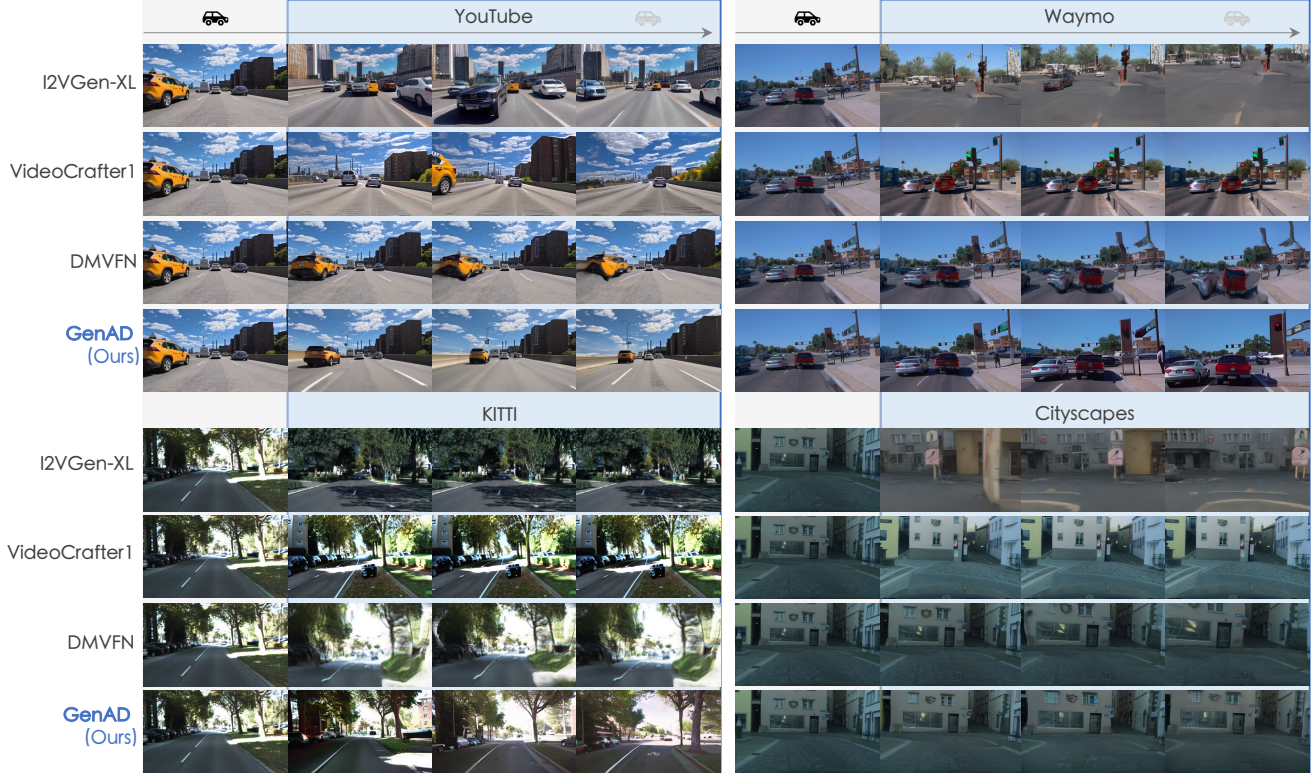 YouTube
Waymo
I2VGen-XL
VideoCrafter1
DMVFN
GenAD
(Ours)
KITTI
Cityscapes
I2VGen-XL
VideoCrafter1
DMVFN
GenAD
(Ours)